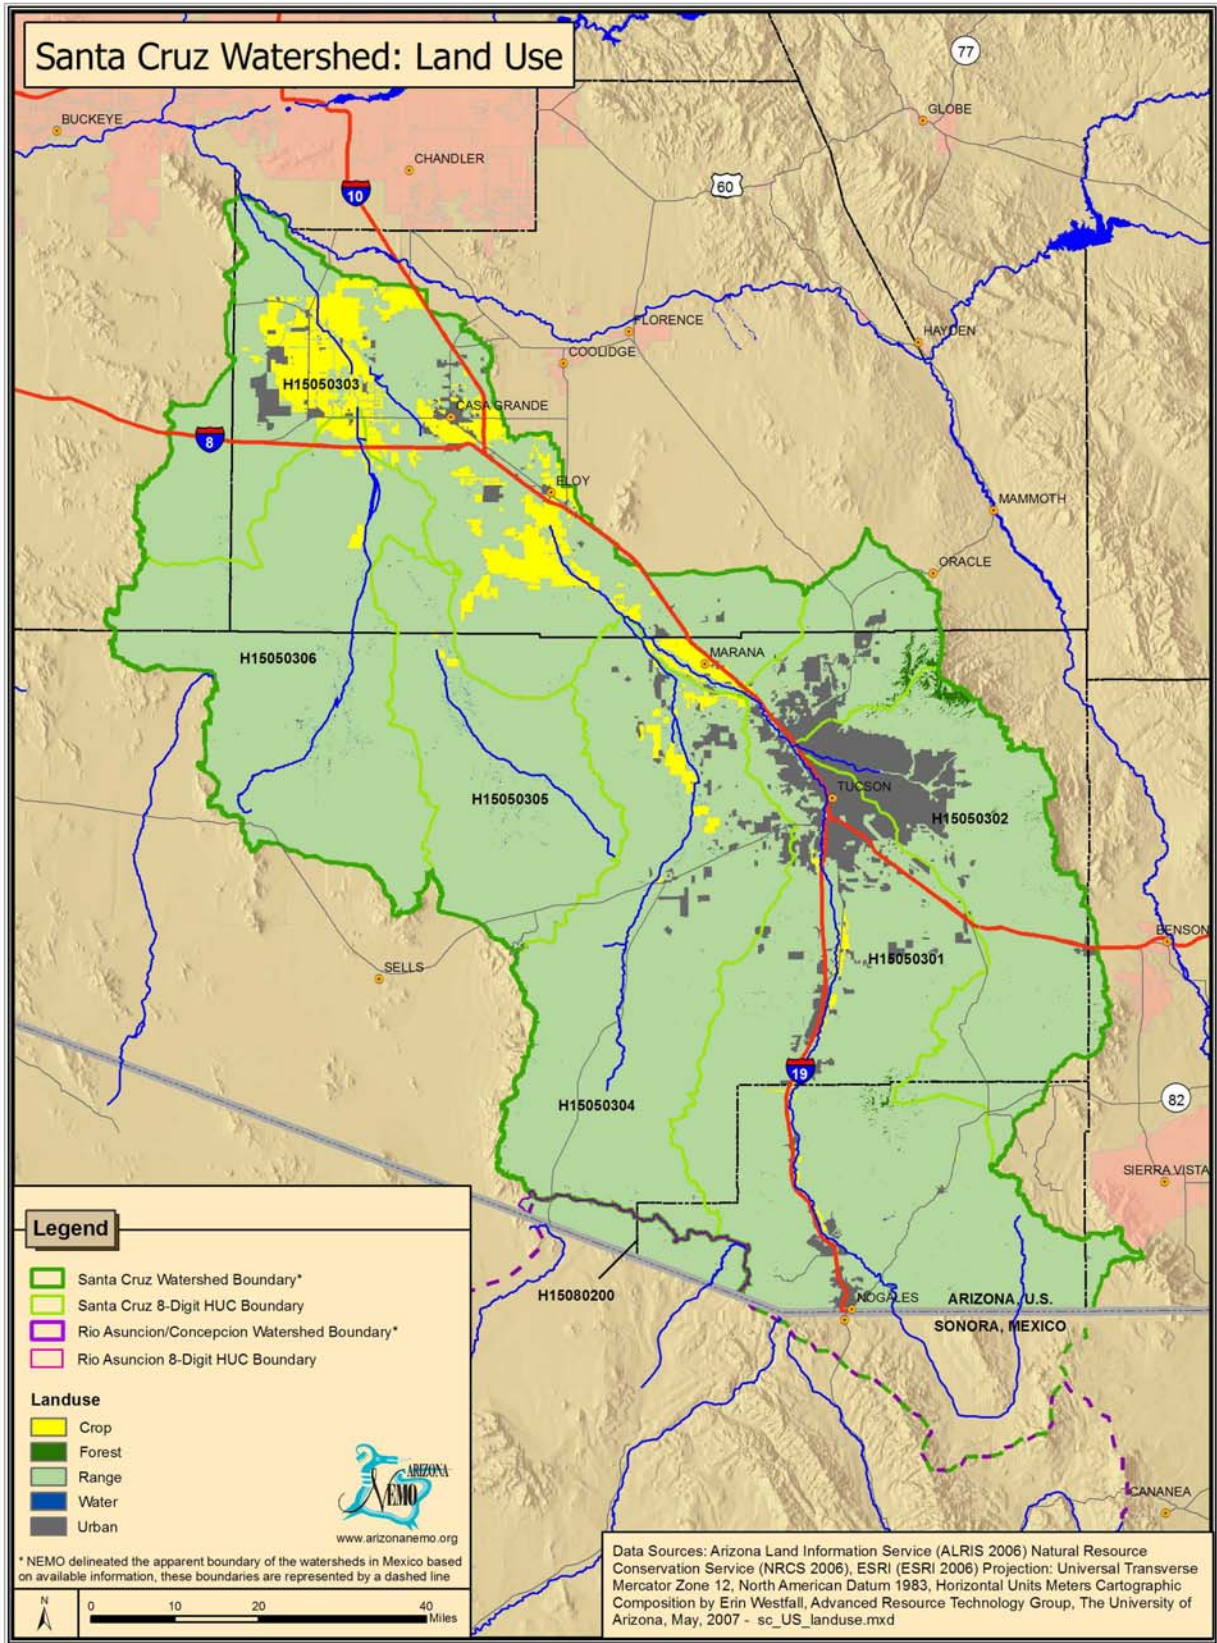 Santa Cruz Watershed: Land Use
77
BUCKEYE
GLOBE
CHANDLER
60
10
FLORENCE
HAYDEN
COOLIDGE
H15050303
CASA GRANDE
8
ELOY
MAMMOTH
ORACLE
H15050306
MARANA
H15050305
TUCSON
H15050302
BENSON
H15050301
SELLS
19
82
H15050304
SIERRA VISTA
H15080200
NOGALES
ARIZONA, U.S.
SONORA, MEXICO
CANANEA
Legend
Santa Cruz Watershed Boundary*
Santa Cruz 8-Digit HUC Boundary
Rio Asuncion/Concepcion Watershed Boundary*
Rio Asuncion 8-Digit HUC Boundary
Landuse
Crop
Forest
Range
Water
Urban
ARIZONA
NEMO
www.arizonanemo.org
* NEMO delineated the apparent boundary of the watersheds in Mexico based
on available information, these boundaries are represented by a dashed line
N
0 10 20 40
Miles
Data Sources: Arizona Land Information Service (ALRIS 2006) Natural Resource
Conservation Service (NRCS 2006), ESRI (ESRI 2006) Projection: Universal Transverse
Mercator Zone 12, North American Datum 1983, Horizontal Units Meters Cartographic
Composition by Erin Westfall, Advanced Resource Technology Group, The University of
Arizona, May, 2007 - sc_US_landuse.mxd